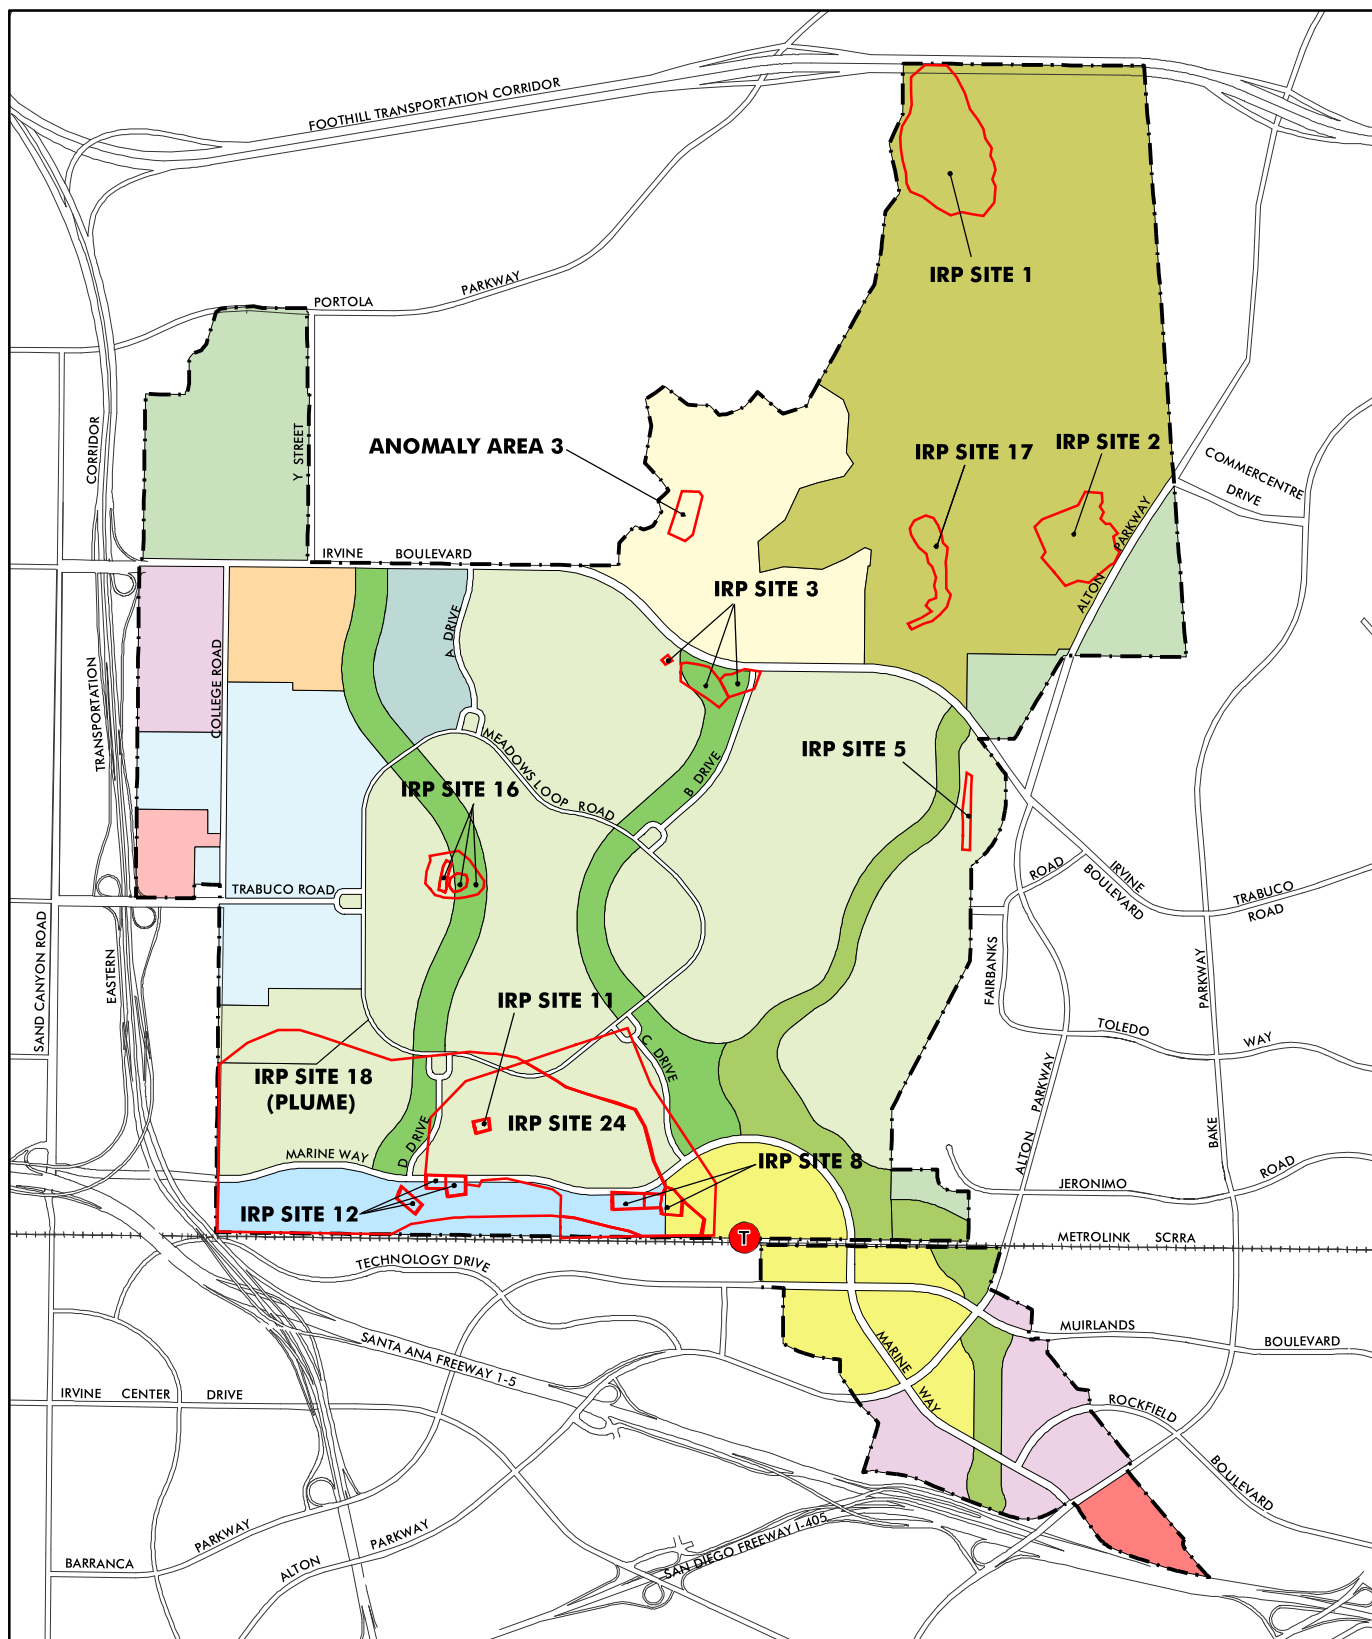 FOOTHILL TRANSPORTATION CORRIDOR
IRP SITE 1
PORTOLA
PARKWAY
CORRIDOR
Y STREET
ANOMALY AREA 3
IRP SITE 17
IRP SITE 2
COMMERCENTRE
DRIVE
ALTON
PARKWAY
IRVINE
BOULEVARD
IRP SITE 3
TRANSPORTATION
COLLEGE ROAD
A DRIVE
MEADOWS LOOP ROAD
B DRIVE
IRP SITE 5
IRP SITE 16
TRABUCO ROAD
ROAD
IRVINE
BOULEVARD
TRABUCO
ROAD
SAND CANYON ROAD
EASTERN
FAIRBANKS
PARKWAY
IRP SITE 11
TOLEDO
WAY
C DRIVE
IRP SITE 18
(PLUME)
IRP SITE 24
ALTON
PARKWAY
BAKE
D DRIVE
MARINE WAY
IRP SITE 8
JERONIMO
ROAD
IRP SITE 12
T
METROLINK
SCRRA
TECHNOLOGY DRIVE
MUIRLANDS
BOULEVARD
SANTA ANA FREEWAY 1-5
MARINE
WAY
IRVINE
CENTER
DRIVE
ROCKFIELD
BOULEVARD
BARRANCA
PARKWAY
ALTON
PARKWAY
SAN DIEGO FREEWAY I-405